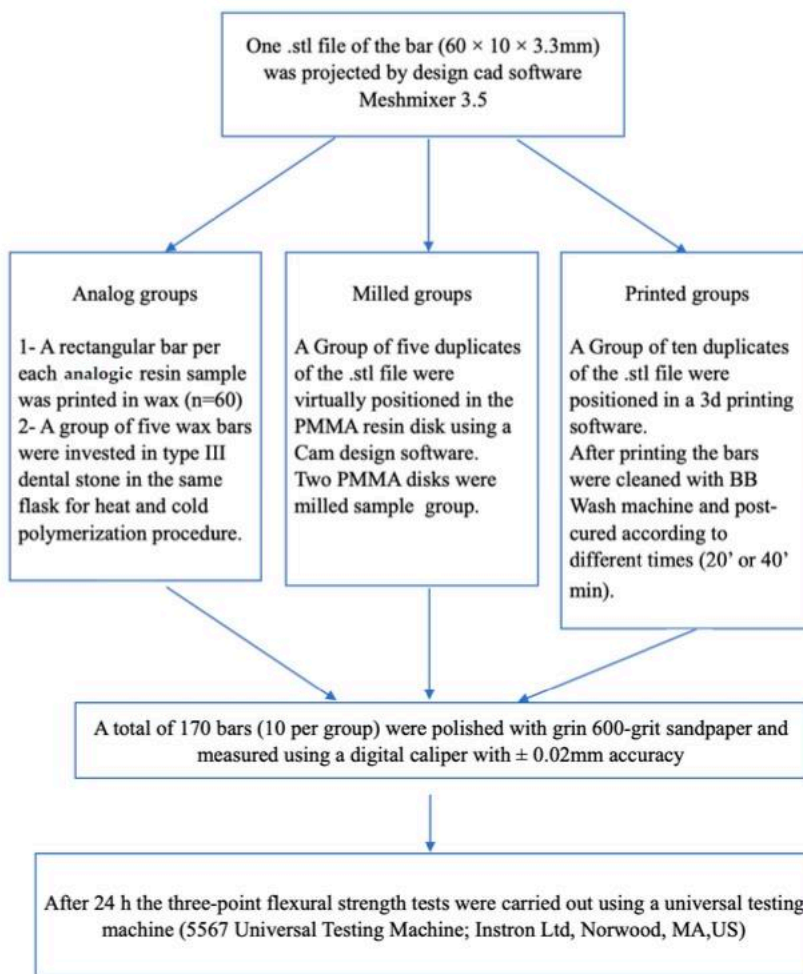 One .stl file of the bar (60 × 10 × 3.3mm)
was projected by design cad software
Meshmixer 3.5
Analog groups
1- A rectangular bar per
each analogic resin sample
was printed in wax (n=60)
2- A group of five wax bars
were invested in type III
dental stone in the same
flask for heat and cold
polymerization procedure.
Milled groups
A Group of five duplicates
of the .stl file were
virtually positioned in the
PMMA resin disk using a
Cam design software.
Two PMMA disks were
milled sample group.
Printed groups
A Group of ten duplicates
of the .stl file were
positioned in a 3d printing
software.
After printing the bars
were cleaned with BB
Wash machine and post-
cured according to
different times (20’ or 40’
min).
A total of 170 bars (10 per group) were polished with grin 600-grit sandpaper and
measured using a digital caliper with ± 0.02mm accuracy
After 24 h the three-point flexural strength tests were carried out using a universal testing
machine (5567 Universal Testing Machine; Instron Ltd, Norwood, MA,US)